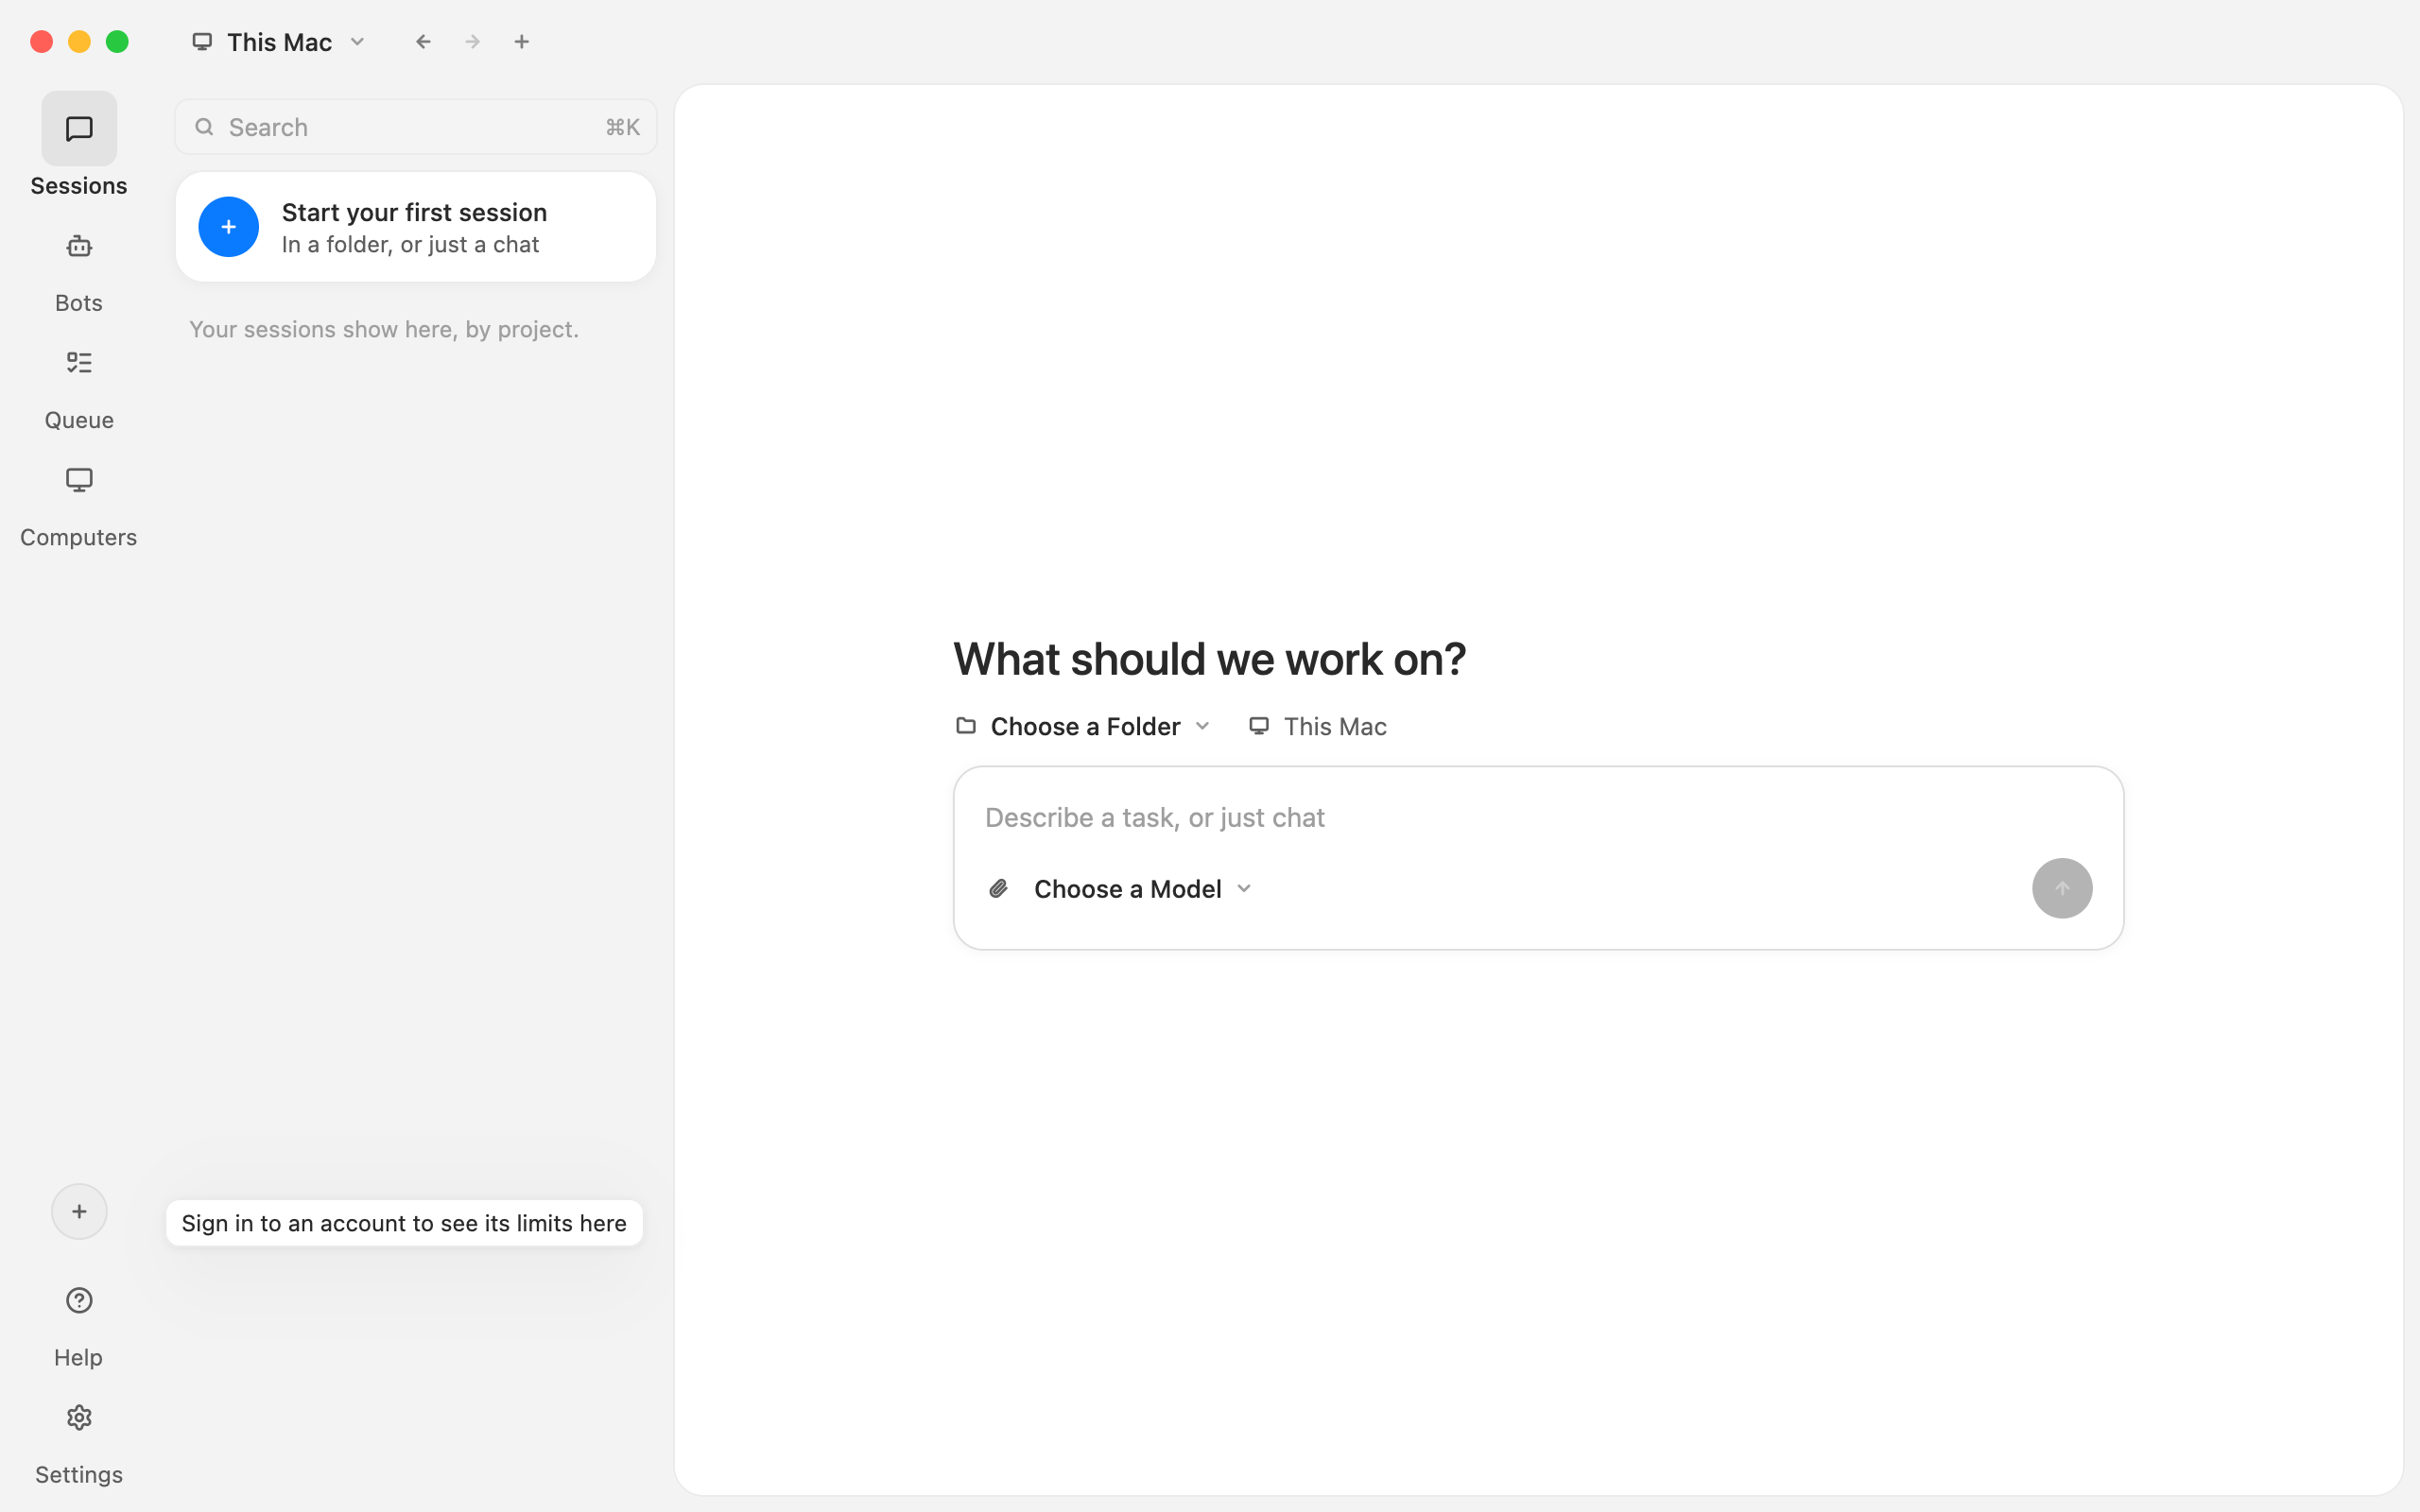 This Mac
Search
⌘K
Sessions
Start your first session
In a folder, or just a chat
Bots
Your sessions show here, by project.
Queue
Computers
What should we work on?
Choose a Folder
This Mac
Describe a task, or just chat
Choose a Model
Sign in to an account to see its limits here
Help
Settings